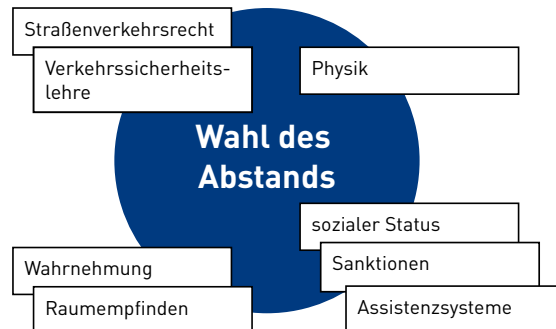 Straßenverkehrsrecht
Verkehrssicherheits-
lehre
Physik
Wahl des
Abstands
sozialer Status
Sanktionen
Assistenzsysteme
Wahrnehmung
Raumempfinden